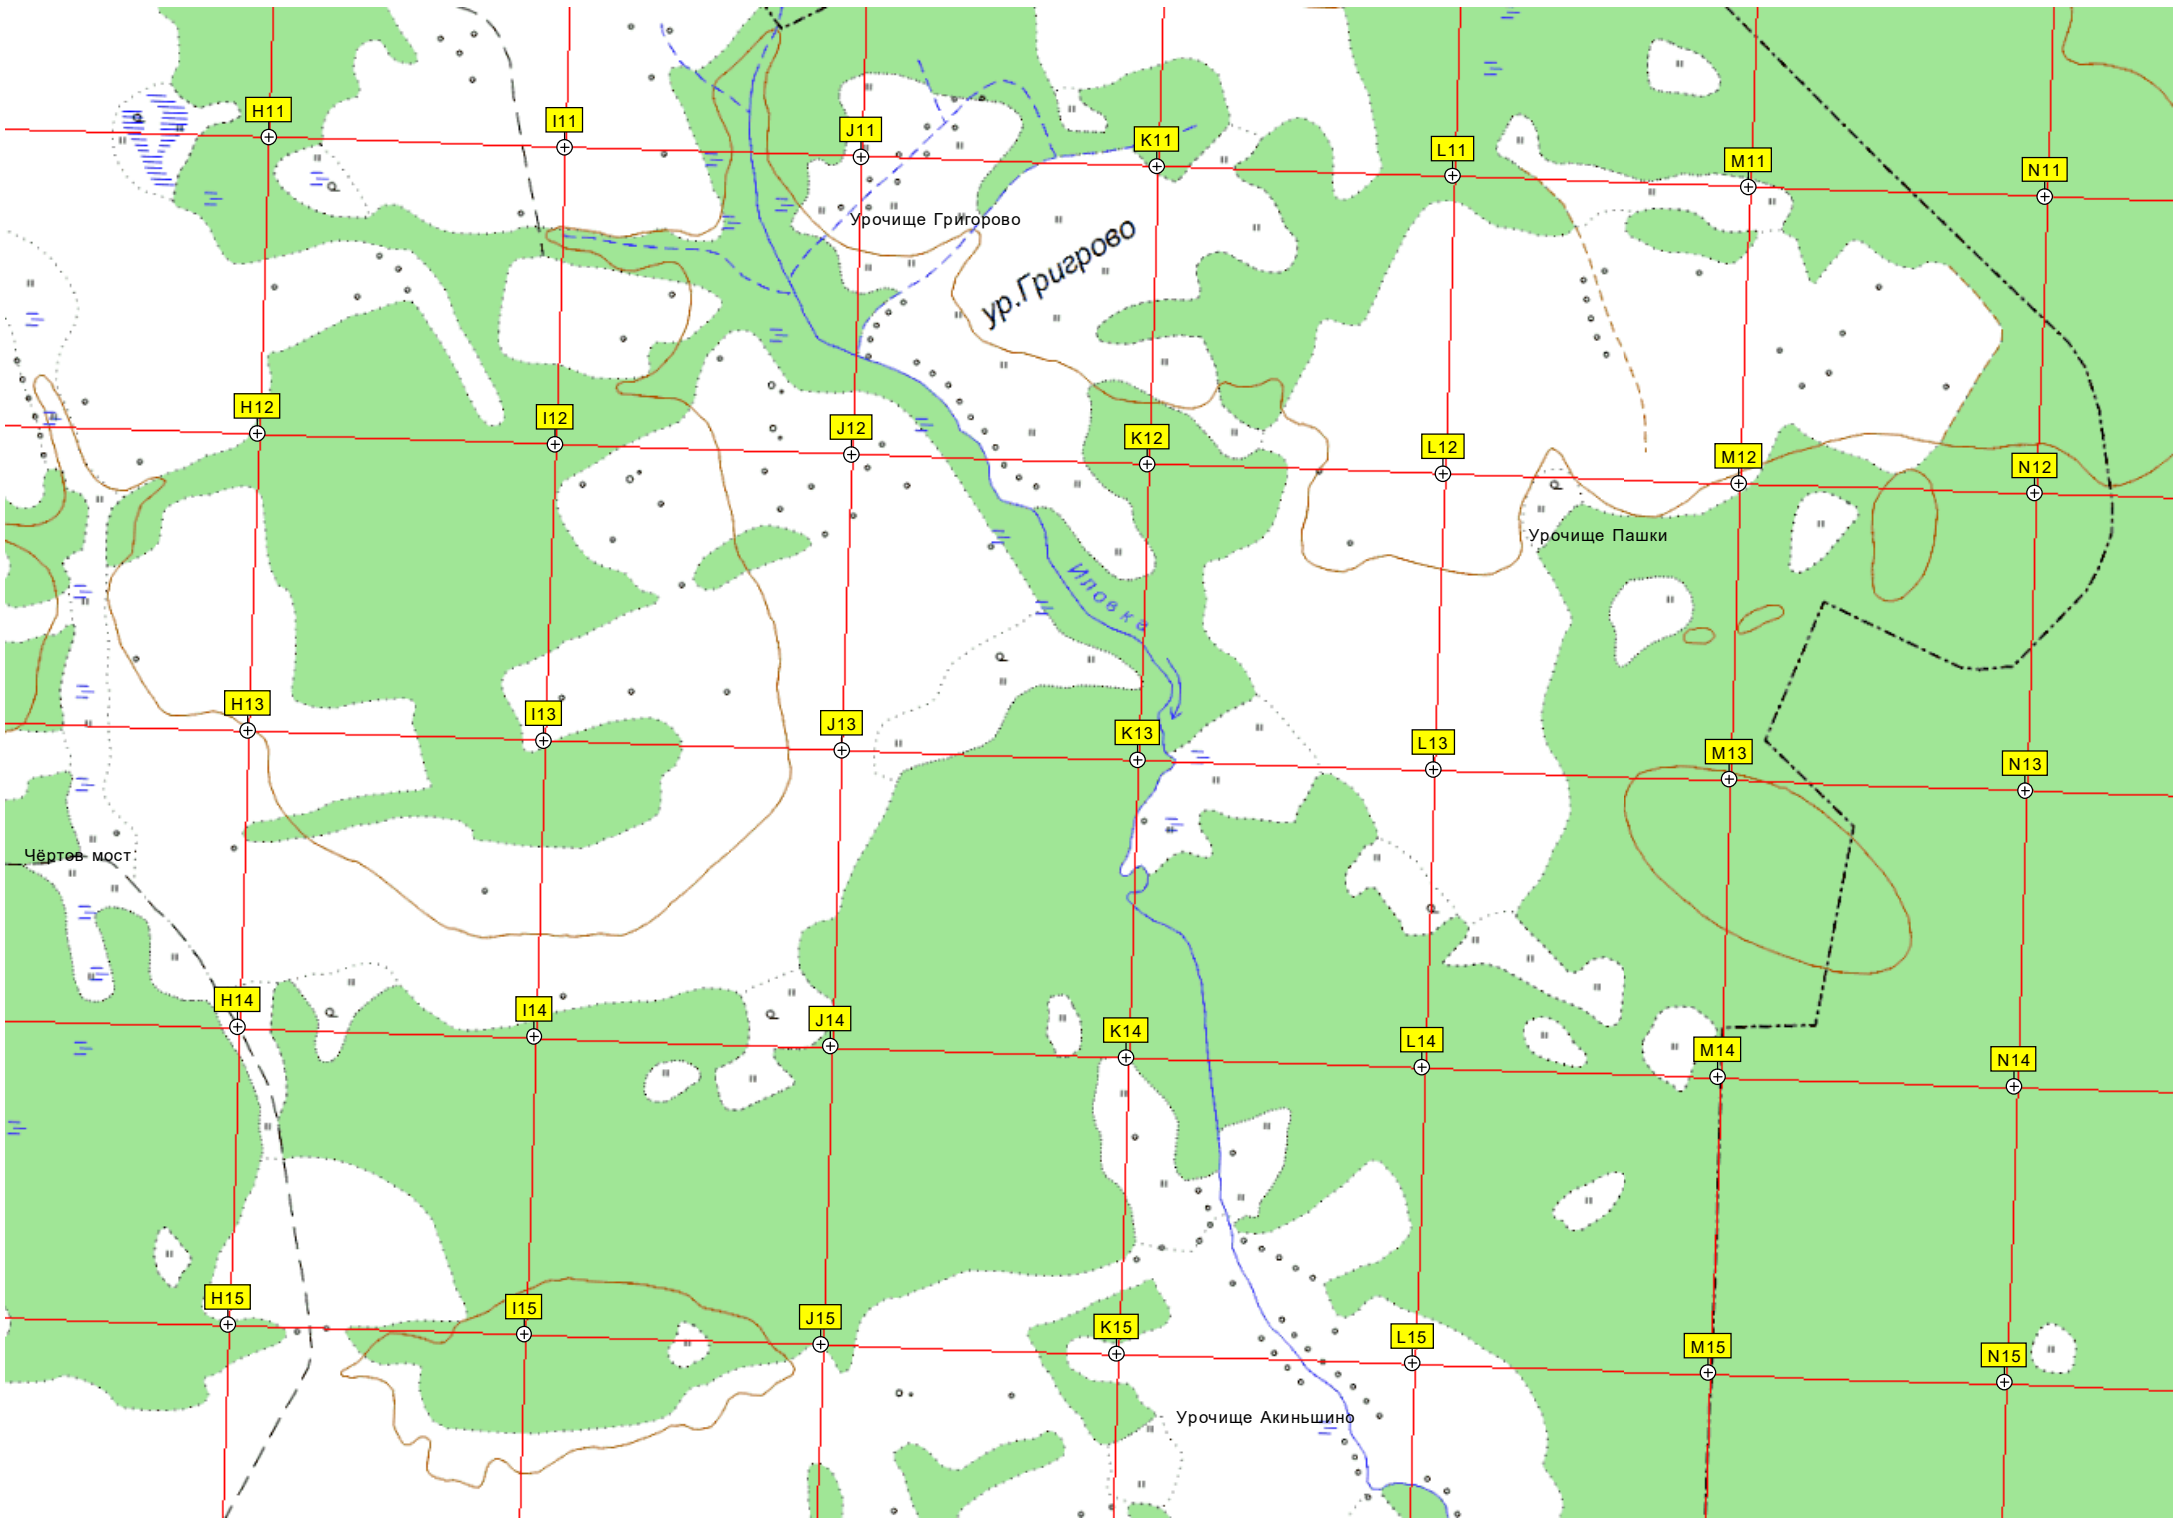 H11
I11
J11
K11
L11
M11
N11
Урочище Григорово
ур.Григрово
H12
I12
J12
K12
L12
M12
N12
Урочище Пашки
Иловка
H13
I13
J13
K13
L13
M13
N13
Чёртов мост
H14
I14
J14
K14
L14
M14
N14
H15
I15
J15
K15
L15
M15
N15
Урочище Акиньшино